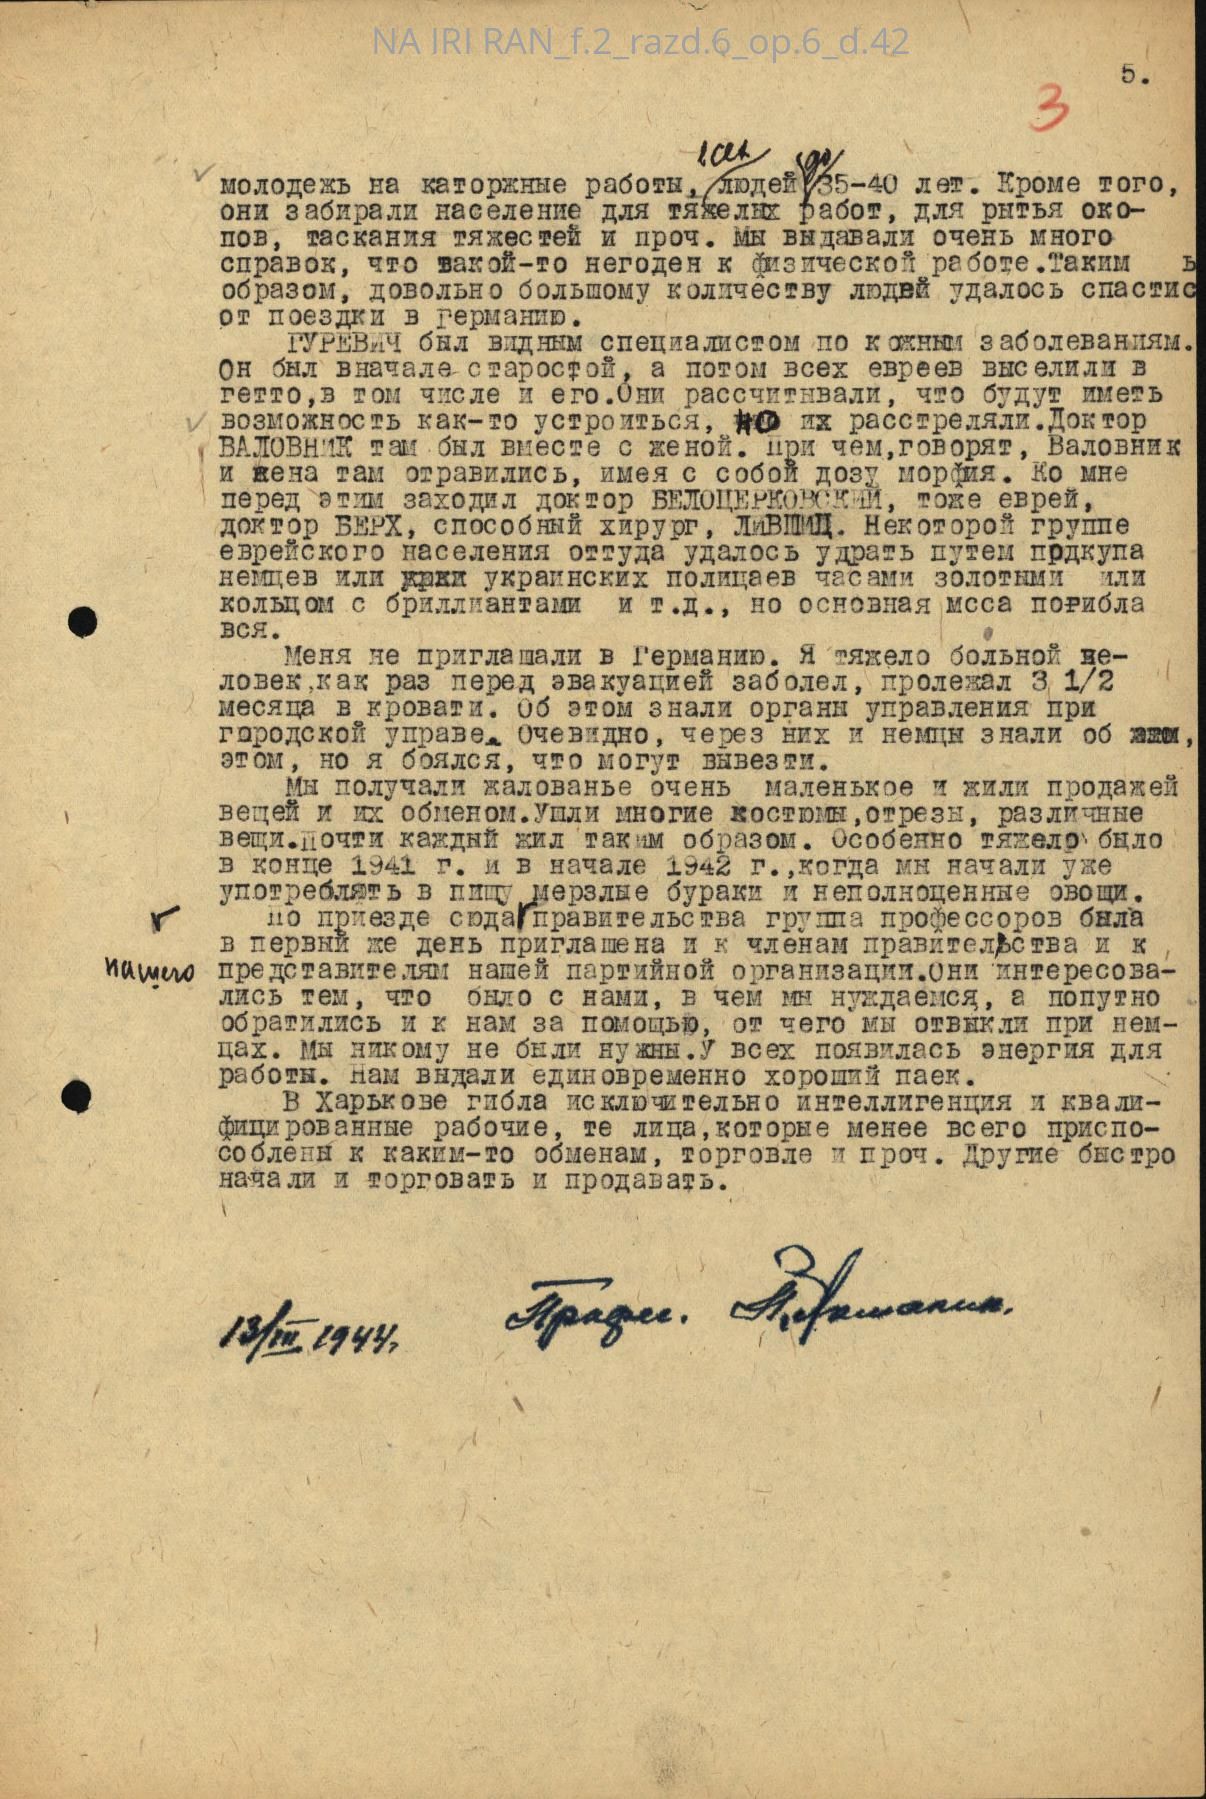 NA IRI RAN_f.2_razd.6_op.6_d.42
5.
3
до
молодежь на каторжные работы, людей 35-40 лет. Кроме того,
они забирали население для тяжелых работ, для рытья око-
пов, таскания тяжестей и проч. Мы выдавали очень много
справок, что такой-то негоден к физической работе.Таким
образом, довольно большому количеству людей удалось спастись
от поездки в Германию.
ГУРЕВИЧ был видным специалистом по кожным заболеваниям.
Он был вначале старостой, а потом всех евреев выселили в
гетто,в том числе и его.Они рассчитывали, что будут иметь
возможность как-то устроиться, но их расстреляли.Доктор
ВАЛОВНИК там был вместе с женой. При чем,говорят, Валовник
и жена там отравились, имея с собой дозу морфия. Ко мне
перед этим заходил доктор БЕЛОЦЕРКОВСКИЙ, тоже еврей,
доктор БЕРХ, способный хирург, ЛИВШИЦ. Некоторой группе
еврейского населения оттуда удалось удрать путем подкупа
немцев или украинских полицаев часами золотыми или
кольцом с бриллиантами и т.д., но основная мсса погибла
вся.
Меня не приглашали в Германию. Я тяжело больной че-
ловек,как раз перед эвакуацией заболел, пролежал 3 1/2
месяца в кровати. Об этом знали органы управления при
городской управе. Очевидно, через них и немцы знали об
этом, но я боялся, что могут вывезти.
Мы получали жалованье очень маленькое и жили продажей
вещей и их обменом.Ушли многие костюмы,отрезы, различные
вещи.Почти каждый жил таким образом. Особенно тяжело было
в конце 1941 г. и в начале 1942 г.,когда мы начали уже
употреблять в пищу мерзлые бураки и неполноценные овощи.
По приезде сюда правительства группа профессоров была
в первый же день приглашена и к членам правительства и к
нашего
представителям нашей партийной организации.Они интересова-
лись тем, что было с нами, в чем мы нуждаемся, а попутно
обратились и к нам за помощью, от чего мы отвыкли при нем-
цах. Мы никому не были нужны.У всех появилась энергия для
работы. Нам выдали единовременно хороший паек.
В Харькове гибла исключительно интеллигенция и квали-
фицированные рабочие, те лица,которые менее всего приспо-
соблены к каким-то обменам, торговле и проч. Другие быстро
начали и торговать и продавать.
Профес.
13/III 1944.